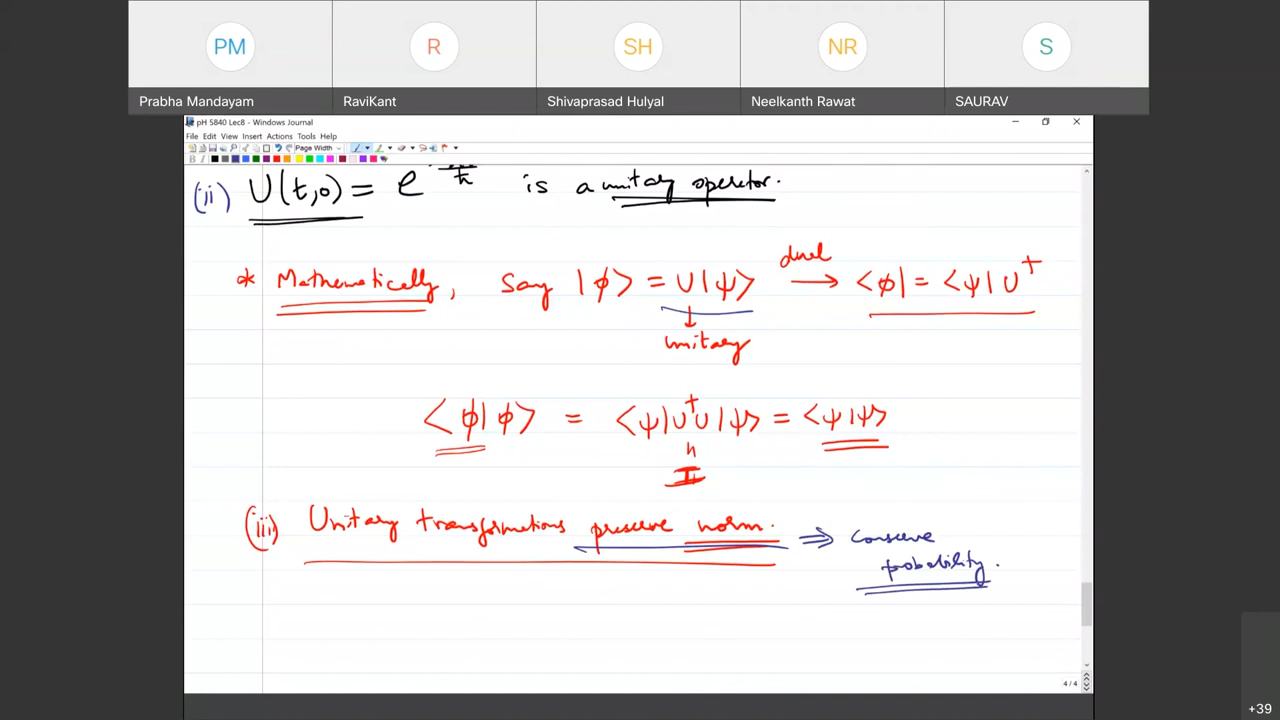 PM
R
SH
NR
S
Prabha Mandayam
RaviKant
Shivaprasad Hulyal
Neelkanth Rawat
SAURAV
pH 5840 Lec8 - Windows Journal
File Edit View Insert Actions Tools Help
Page Width
B I
(ii) U(t,0) = e ħ is a unitary operator.
* Mathematically, Say |ϕ> = U|ψ> dual → <ϕ| = <ψ|U†
↓
unitary
<ϕ|ϕ> = <ψ|U†U|ψ> = <ψ|ψ>
I
(iii) Unitary transformations preserve norm. ⇒ Conserve
probability.
4 / 4
+39